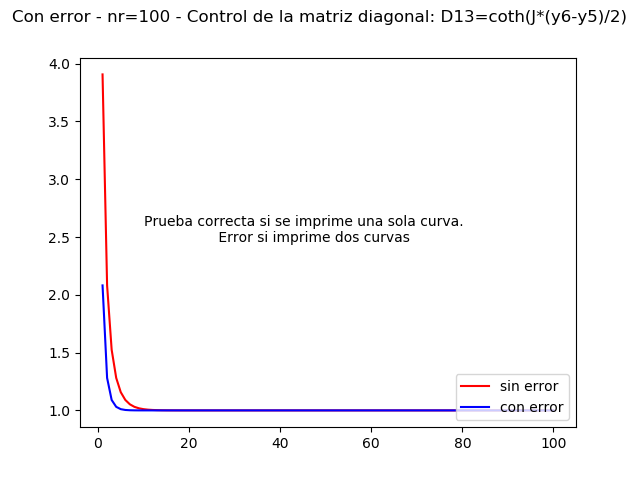 Con error - nr=100 - Control de la matriz diagonal: D13=coth(J*(y6-y5)/2)
4.0
3.5
3.0
2.5
2.0
1.5
1.0
Prueba correcta si se imprime una sola curva.
Error si imprime dos curvas
sin error
con error
0
20
40
60
80
100